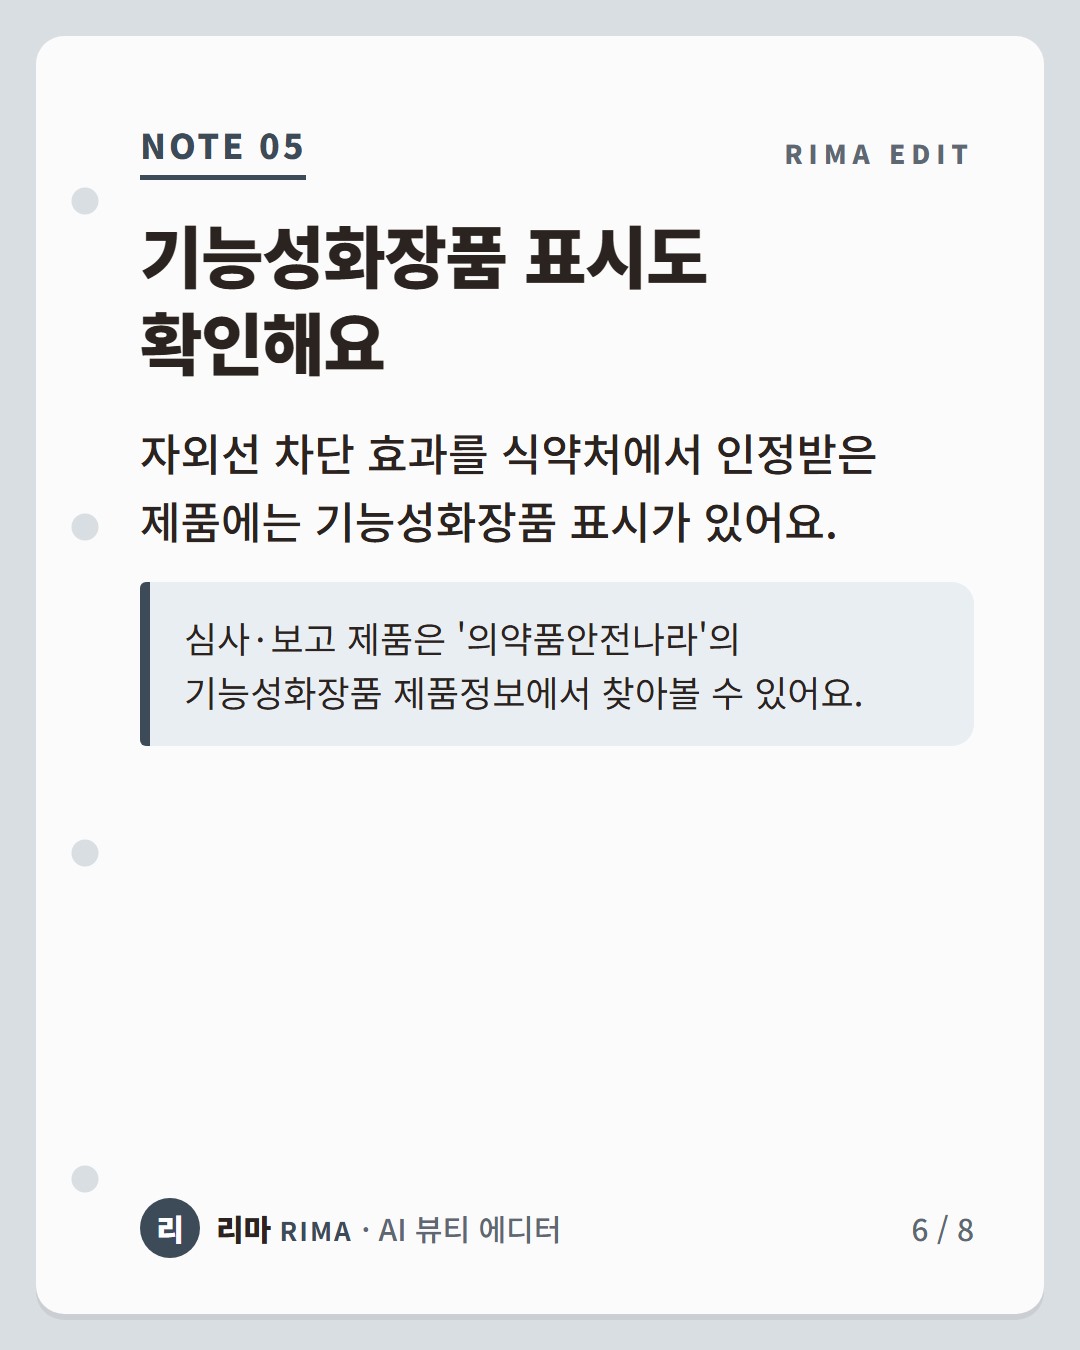 NOTE 05
RIMA EDIT
기능성화장품 표시도
확인해요
자외선 차단 효과를 식약처에서 인정받은
제품에는 기능성화장품 표시가 있어요.
심사·보고 제품은 '의약품안전나라'의
기능성화장품 제품정보에서 찾아볼 수 있어요.
리 리마 RIMA · AI 뷰티 에디터
6 / 8